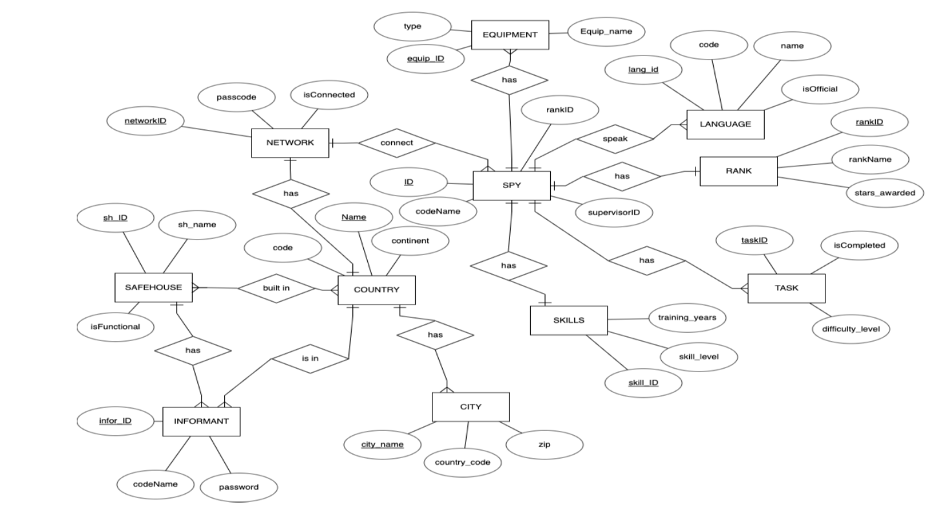 type
EQUIPMENT
Equip_name
equip_ID
has
code
name
lang_id
isOfficial
LANGUAGE
passcode
isConnected
networkID
NETWORK
connect
rankID
speak
rankID
rankName
stars_awarded
RANK
has
ID
SPY
codeName
supervisorID
has
sh_ID
sh_name
Name
code
continent
SAFEHOUSE
built in
COUNTRY
isFunctional
has
has
taskID
isCompleted
TASK
difficulty_level
SKILLS
training_years
skill_level
skill_ID
has
is in
has
infor_ID
INFORMANT
codeName
password
CITY
city_name
country_code
zip